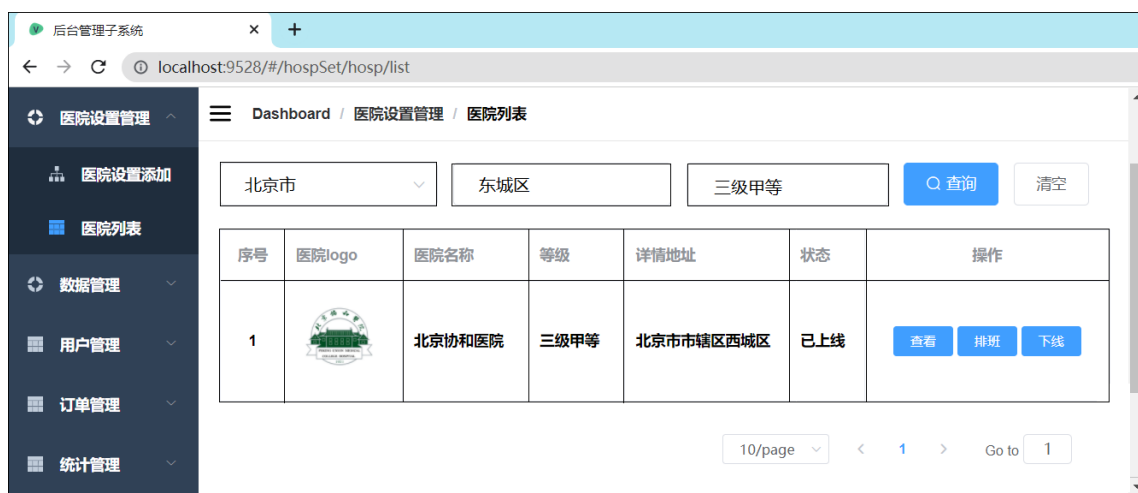 后台管理子系统
localhost:9528/#/hospSet/hosp/list
医院设置管理
Dashboard / 医院设置管理 / 医院列表
医院设置添加
医院列表
数据管理
用户管理
订单管理
统计管理
北京市 东城区 三级甲等 查询 清空
序号 医院logo 医院名称 等级 详情地址 状态 操作
1 北京协和医院 三级甲等 北京市市辖区西城区 已上线 查看 排班 下线
10/page < 1 > Go to 1